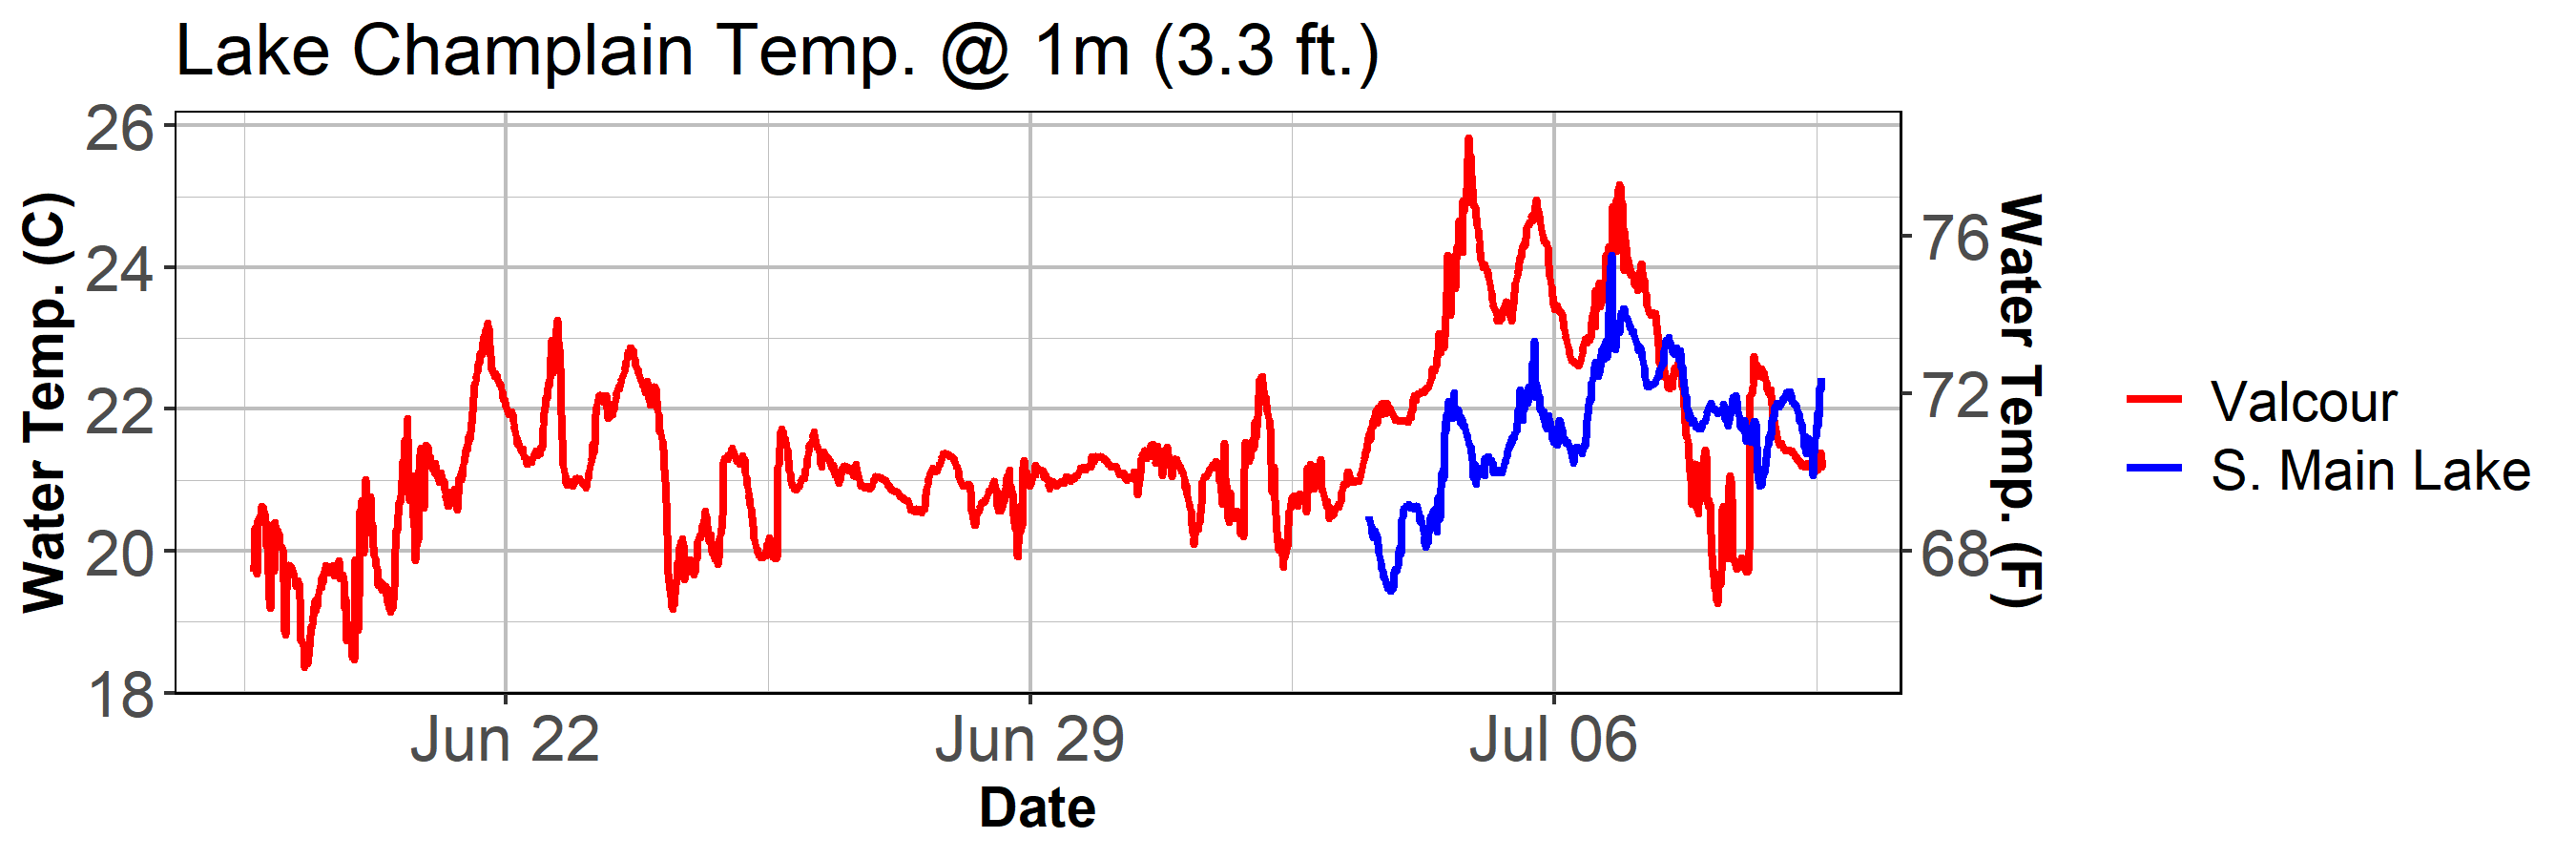 Lake Champlain Temp. @ 1m (3.3 ft.)
Water Temp. (C)
26
24
22
20
18
Jun 22
Jun 29
Jul 06
Date
76
72
68
Water Temp. (F)
Valcour
S. Main Lake